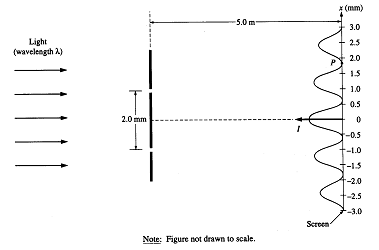 x (mm)
5.0 m
3.0
Light
(wavelength λ)
2.5
2.0
P
1.5
1.0
0.5
2.0 mm
0
I
-0.5
-1.0
-1.5
-2.0
-2.5
-3.0
Screen
Note: Figure not drawn to scale.